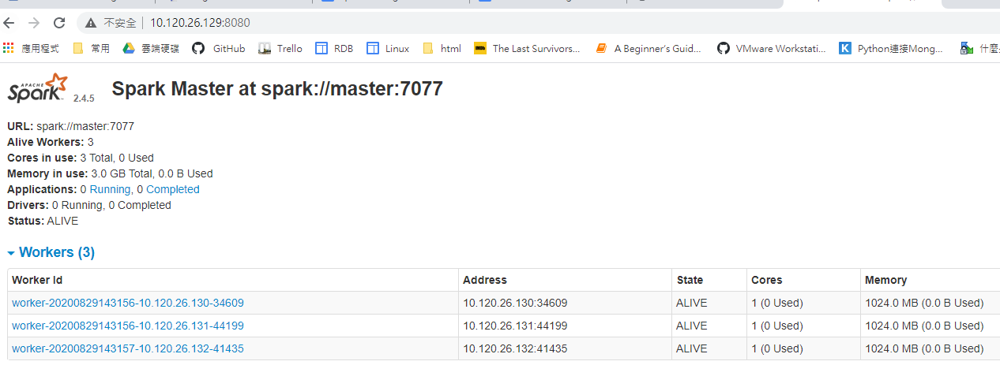 不安全 10.120.26.129:8080
應用程式 常用 雲端硬碟 GitHub Trello RDB Linux html The Last Survivors... A Beginner's Guid... VMware Workstati... Python連接Mong... 什麼
APACHE Spark 2.4.5 Spark Master at spark://master:7077
URL: spark://master:7077
Alive Workers: 3
Cores in use: 3 Total, 0 Used
Memory in use: 3.0 GB Total, 0.0 B Used
Applications: 0 Running, 0 Completed
Drivers: 0 Running, 0 Completed
Status: ALIVE
Workers (3)
Worker Id Address State Cores Memory
worker-20200829143156-10.120.26.130-34609 10.120.26.130:34609 ALIVE 1 (0 Used) 1024.0 MB (0.0 B Used)
worker-20200829143156-10.120.26.131-44199 10.120.26.131:44199 ALIVE 1 (0 Used) 1024.0 MB (0.0 B Used)
worker-20200829143157-10.120.26.132-41435 10.120.26.132:41435 ALIVE 1 (0 Used) 1024.0 MB (0.0 B Used)